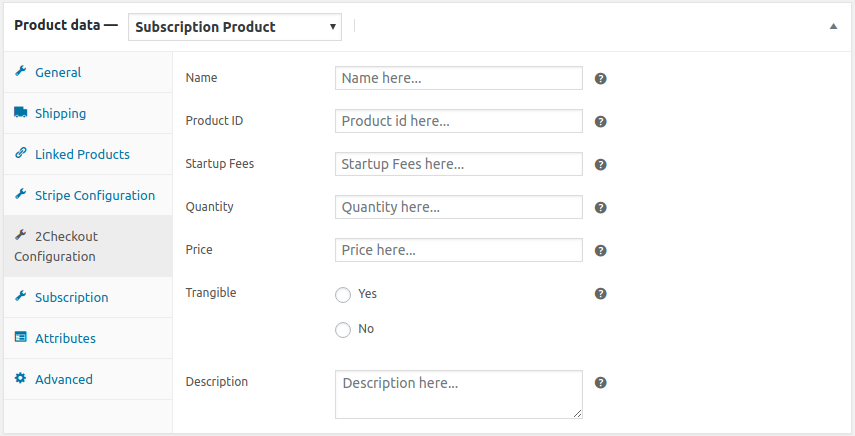 Product data — Subscription Product
General
Shipping
Linked Products
Stripe Configuration
2Checkout
Configuration
Subscription
Attributes
Advanced
Name Name here...
Product ID Product id here...
Startup Fees Startup Fees here...
Quantity Quantity here...
Price Price here...
Trangible Yes
No
Description Description here...